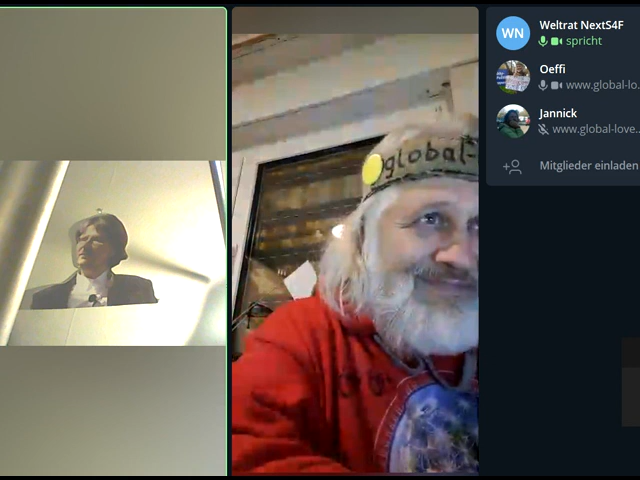 global-
WN
Weltrat NextS4F
spricht
Oeffi
www.global-lo...
Jannick
www.global-love...
Mitglieder einladen